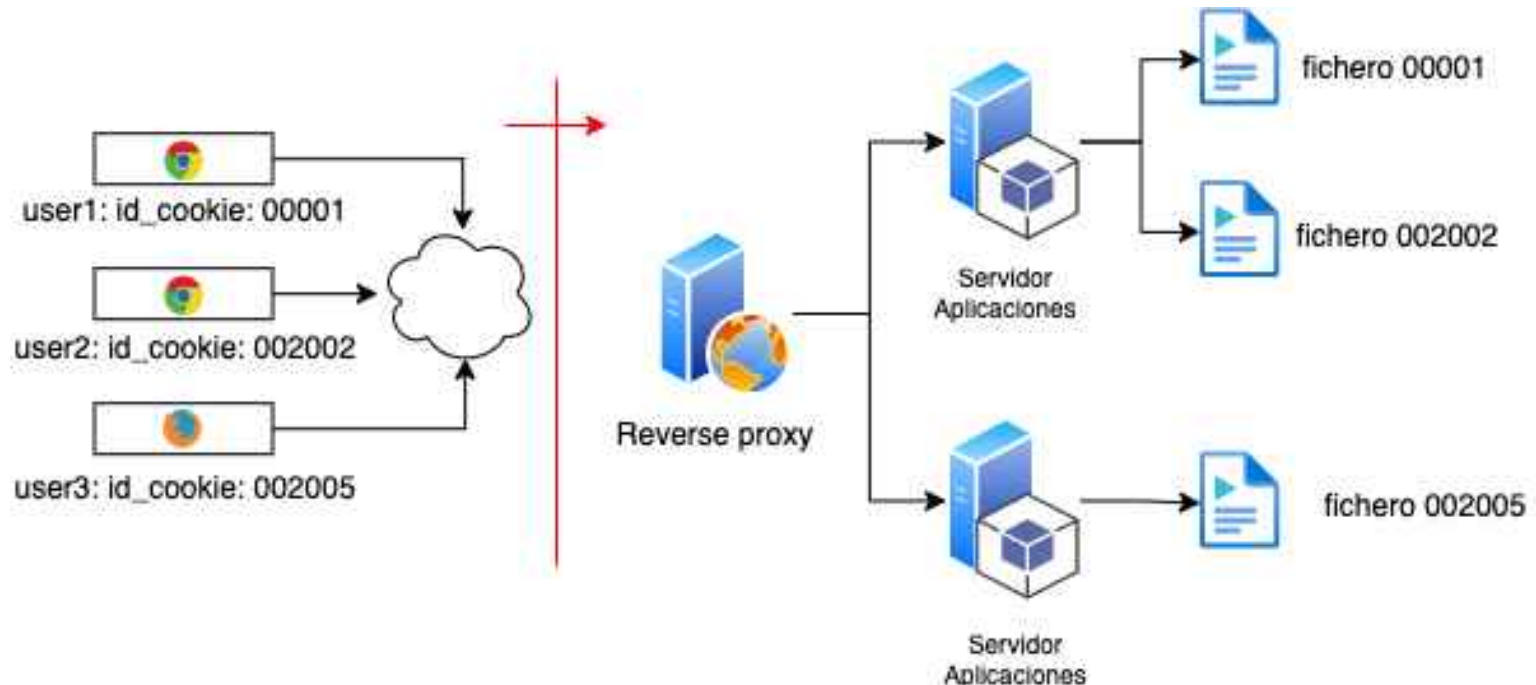 user1: id_cookie: 00001
user2: id_cookie: 002002
user3: id_cookie: 002005
Reverse proxy
Servidor
Aplicaciones
fichero 00001
fichero 002002
Servidor
Aplicaciones
fichero 002005